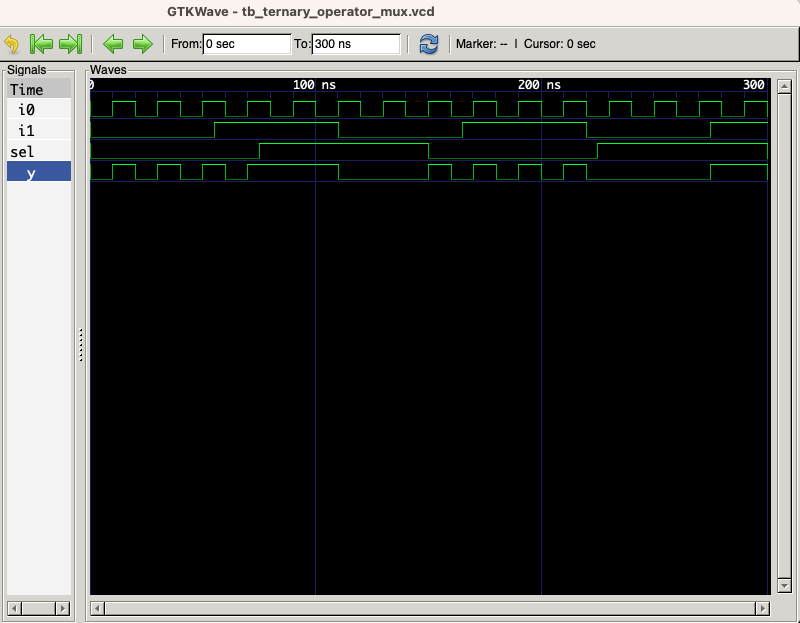 GTKWave - tb_ternary_operator_mux.vcd
From: 0 sec To: 300 ns Marker: -- | Cursor: 0 sec
Signals Waves
Time 0 100 ns 200 ns 300
i0
i1
sel
y